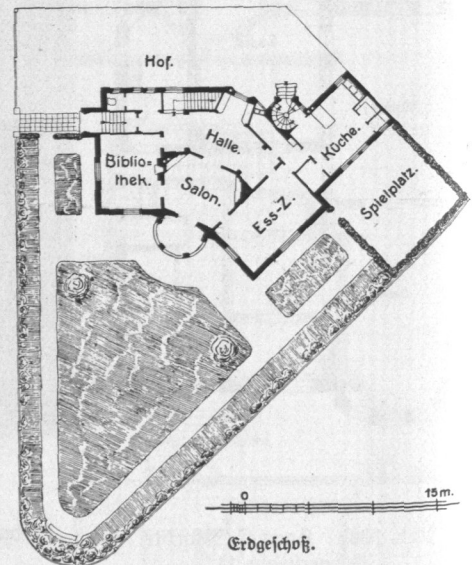 Hof.
Halle.
Küche.
Biblio=
thek.
Salon.
Ess-Z.
Spielplatz.
0
15 m.
Erdgeschoß.